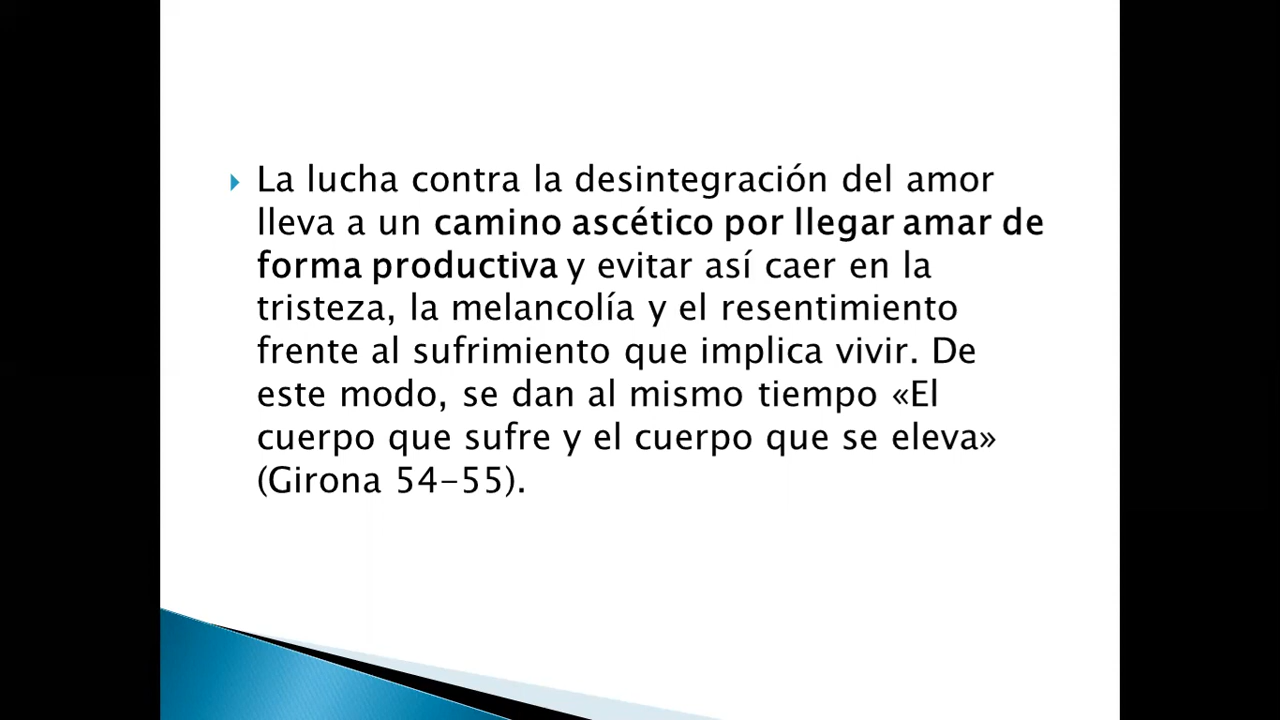 La lucha contra la desintegración del amor
lleva a un camino ascético por llegar amar de
forma productiva y evitar así caer en la
tristeza, la melancolía y el resentimiento
frente al sufrimiento que implica vivir. De
este modo, se dan al mismo tiempo «El
cuerpo que sufre y el cuerpo que se eleva»
(Girona 54-55).